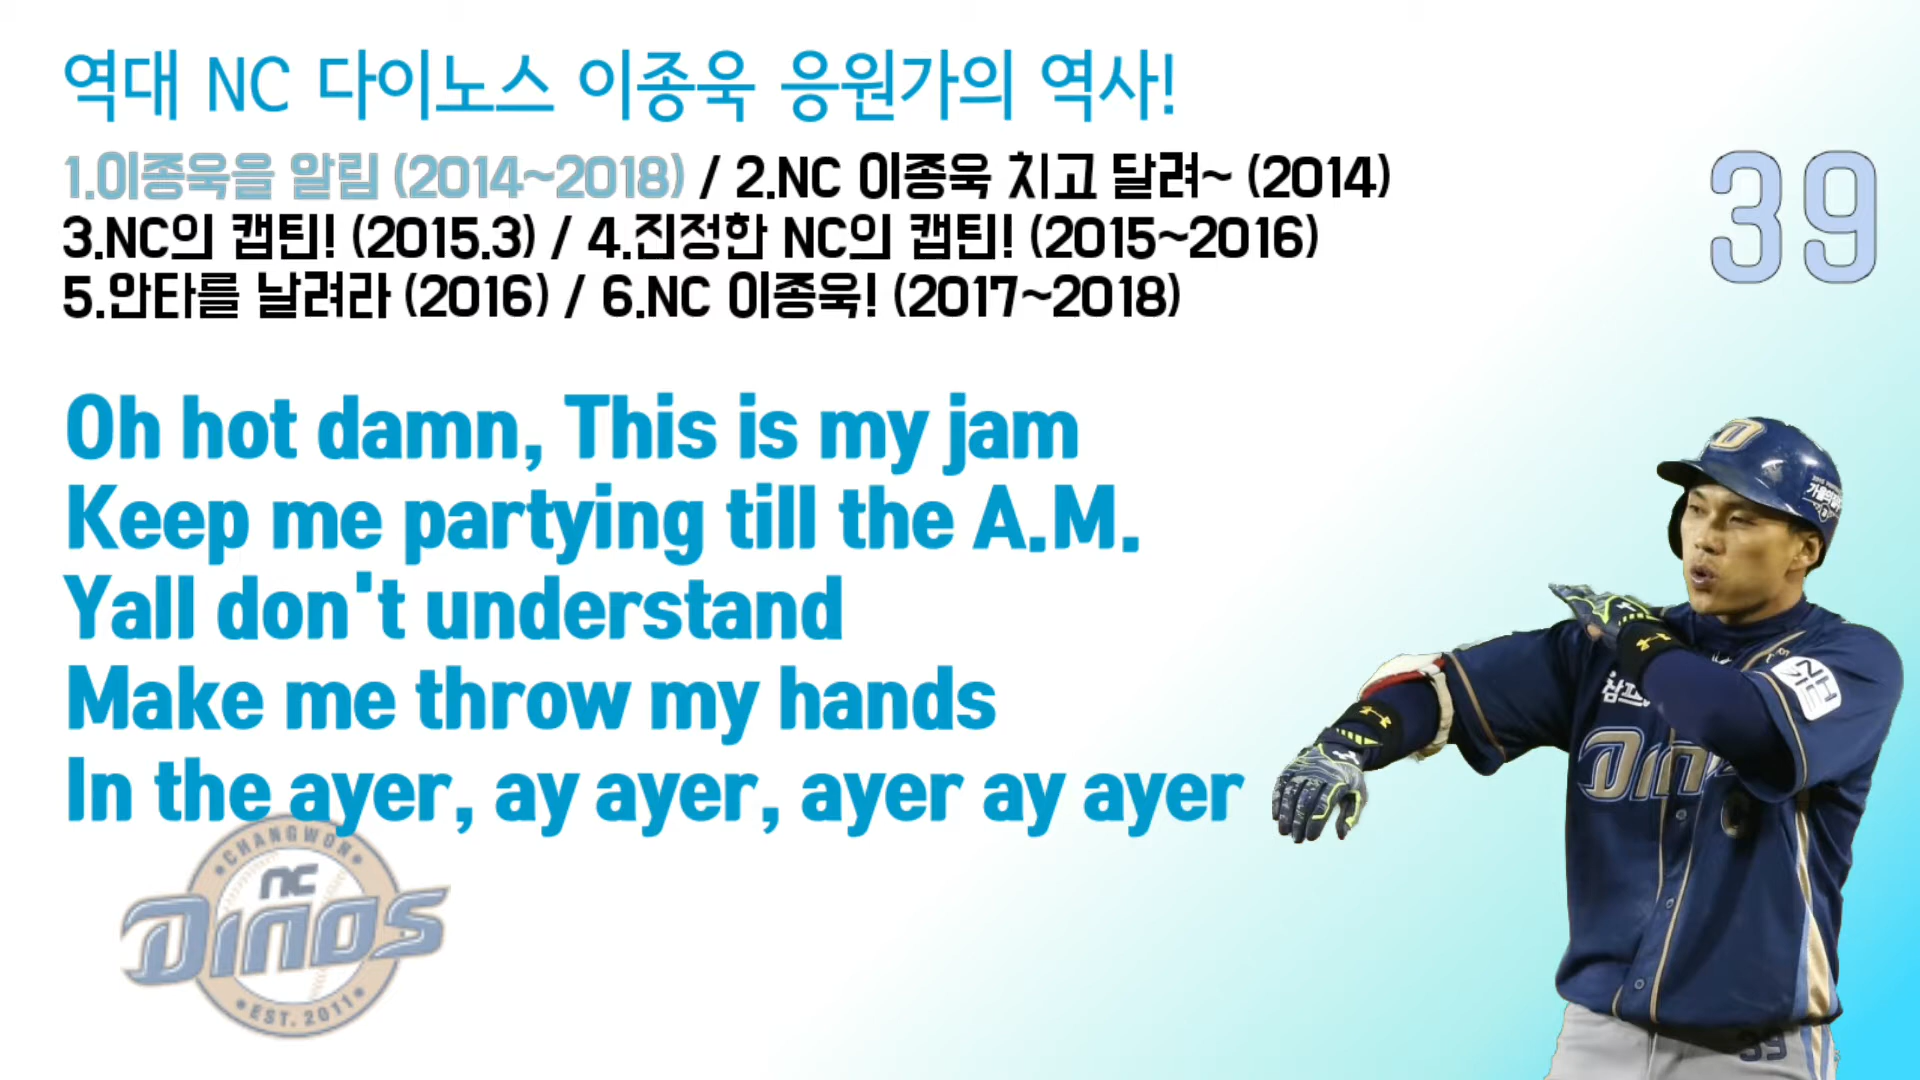 역대 NC 다이노스 이종욱 응원가의 역사!
1.이종욱을 알림 (2014~2018) / 2.NC 이종욱 치고 달려~ (2014)
3.NC의 캡틴! (2015.3) / 4.진정한 NC의 캡틴! (2015~2016)
5.안타를 날려라 (2016) / 6.NC 이종욱! (2017~2018)
39
Oh hot damn, This is my jam
Keep me partying till the A.M.
Yall don't understand
Make me throw my hands
In the ayer, ay ayer, ayer ay ayer
CHANGWON
NC
DINOS
EST. 2011
D
NH
DINO
39